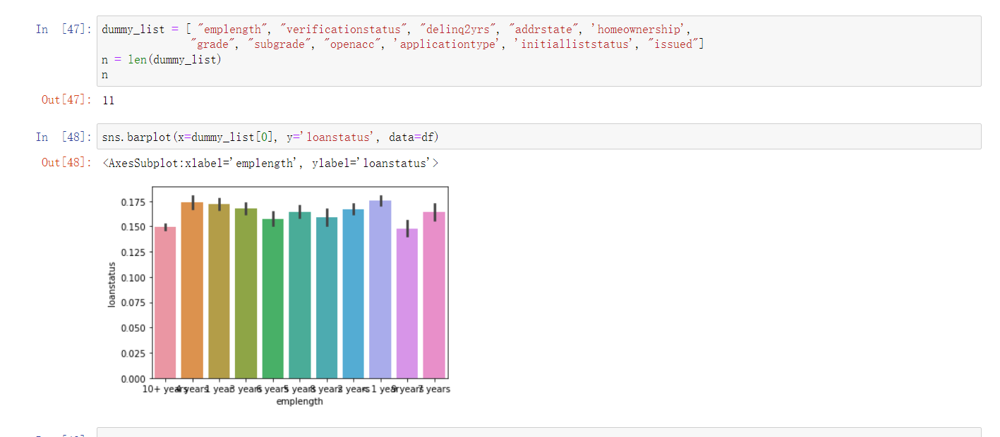 In [47]: dummy_list = [ "emplength", "verificationstatus", "delinq2yrs", "addrstate", 'homeownership',
"grade", "subgrade", "openacc", 'applicationtype', 'initialliststatus', "issued"]
n = len(dummy_list)
n
Out[47]: 11
In [48]: sns.barplot(x=dummy_list[0], y='loanstatus', data=df)
Out[48]: <AxesSubplot:xlabel='emplength', ylabel='loanstatus'>
0.175
0.150
0.125
0.100
0.075
0.050
0.025
0.000
loanstatus
10+ years 4 years 1 year 3 years 6 years 5 years 8 years 2 years < 1 year 9 years 7 years
emplength